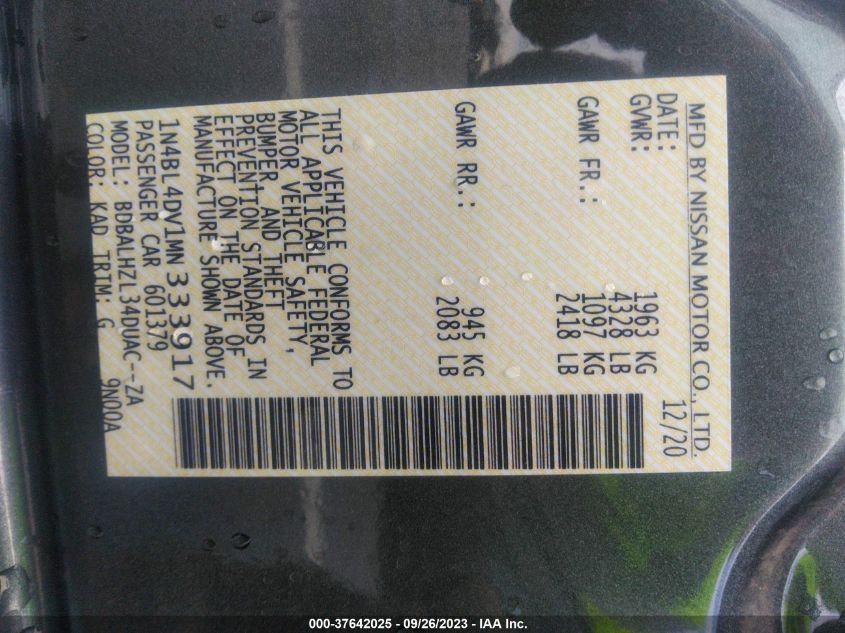 MFD BY NISSAN MOTOR CO., LTD.
DATE: 12/20
GVWR: 1963 KG
4328 LB
GAWR FR.: 1097 KG
2418 LB
GAWR RR.: 945 KG
2083 LB
THIS VEHICLE CONFORMS TO
ALL APPLICABLE FEDERAL
MOTOR VEHICLE SAFETY,
BUMPER, AND THEFT
PREVENTION STANDARDS IN
EFFECT ON THE DATE OF
MANUFACTURE SHOWN ABOVE.
1N4BL4DV1MN333917
PASSENGER CAR 601379
MODEL: BDBALHZL34DUAC--ZA
COLOR: KAD TRIM: G 9N00A
000-37642025 - 09/26/2023 - IAA Inc.